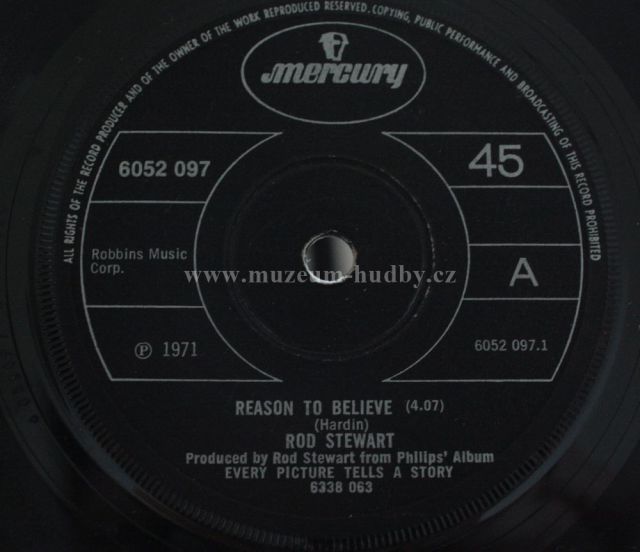 ALL RIGHTS OF THE RECORD PRODUCER AND OF THE OWNER OF THE WORK REPRODUCED RESERVED. COPYING, PUBLIC PERFORMANCE AND BROADCASTING OF THIS RECORD PROHIBITED
mercury
6052 097
45
Robbins Music
Corp.
A
www.muzeum-hudby.cz
℗ 1971
6052 097.1
REASON TO BELIEVE (4.07)
(Hardin)
ROD STEWART
Produced by Rod Stewart from Philips' Album
EVERY PICTURE TELLS A STORY
6338 063